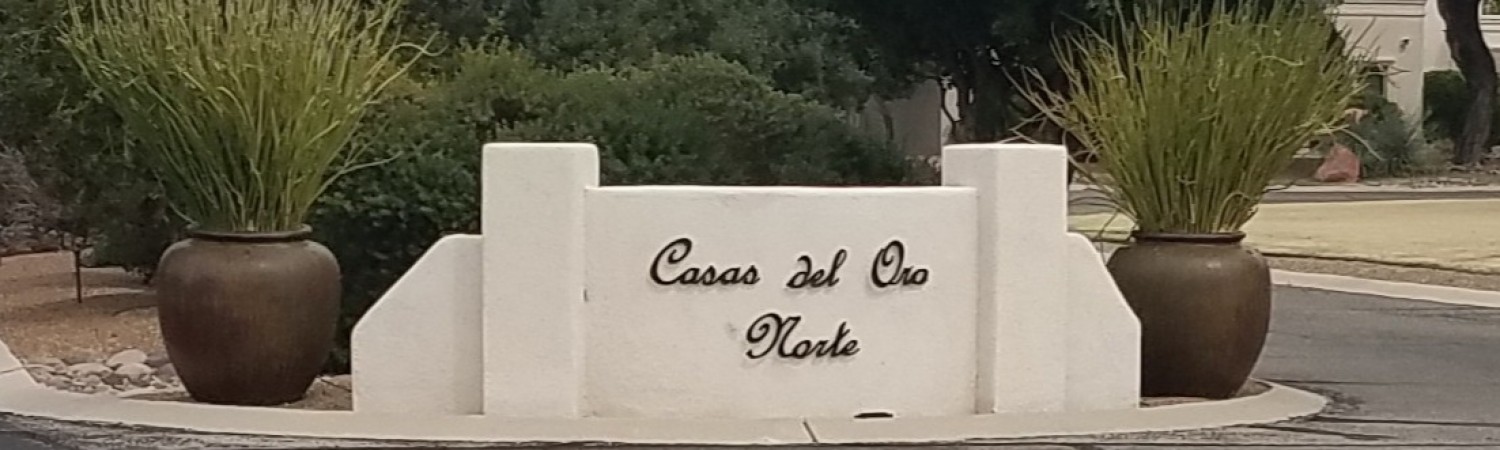 Casas del Oro
Norte